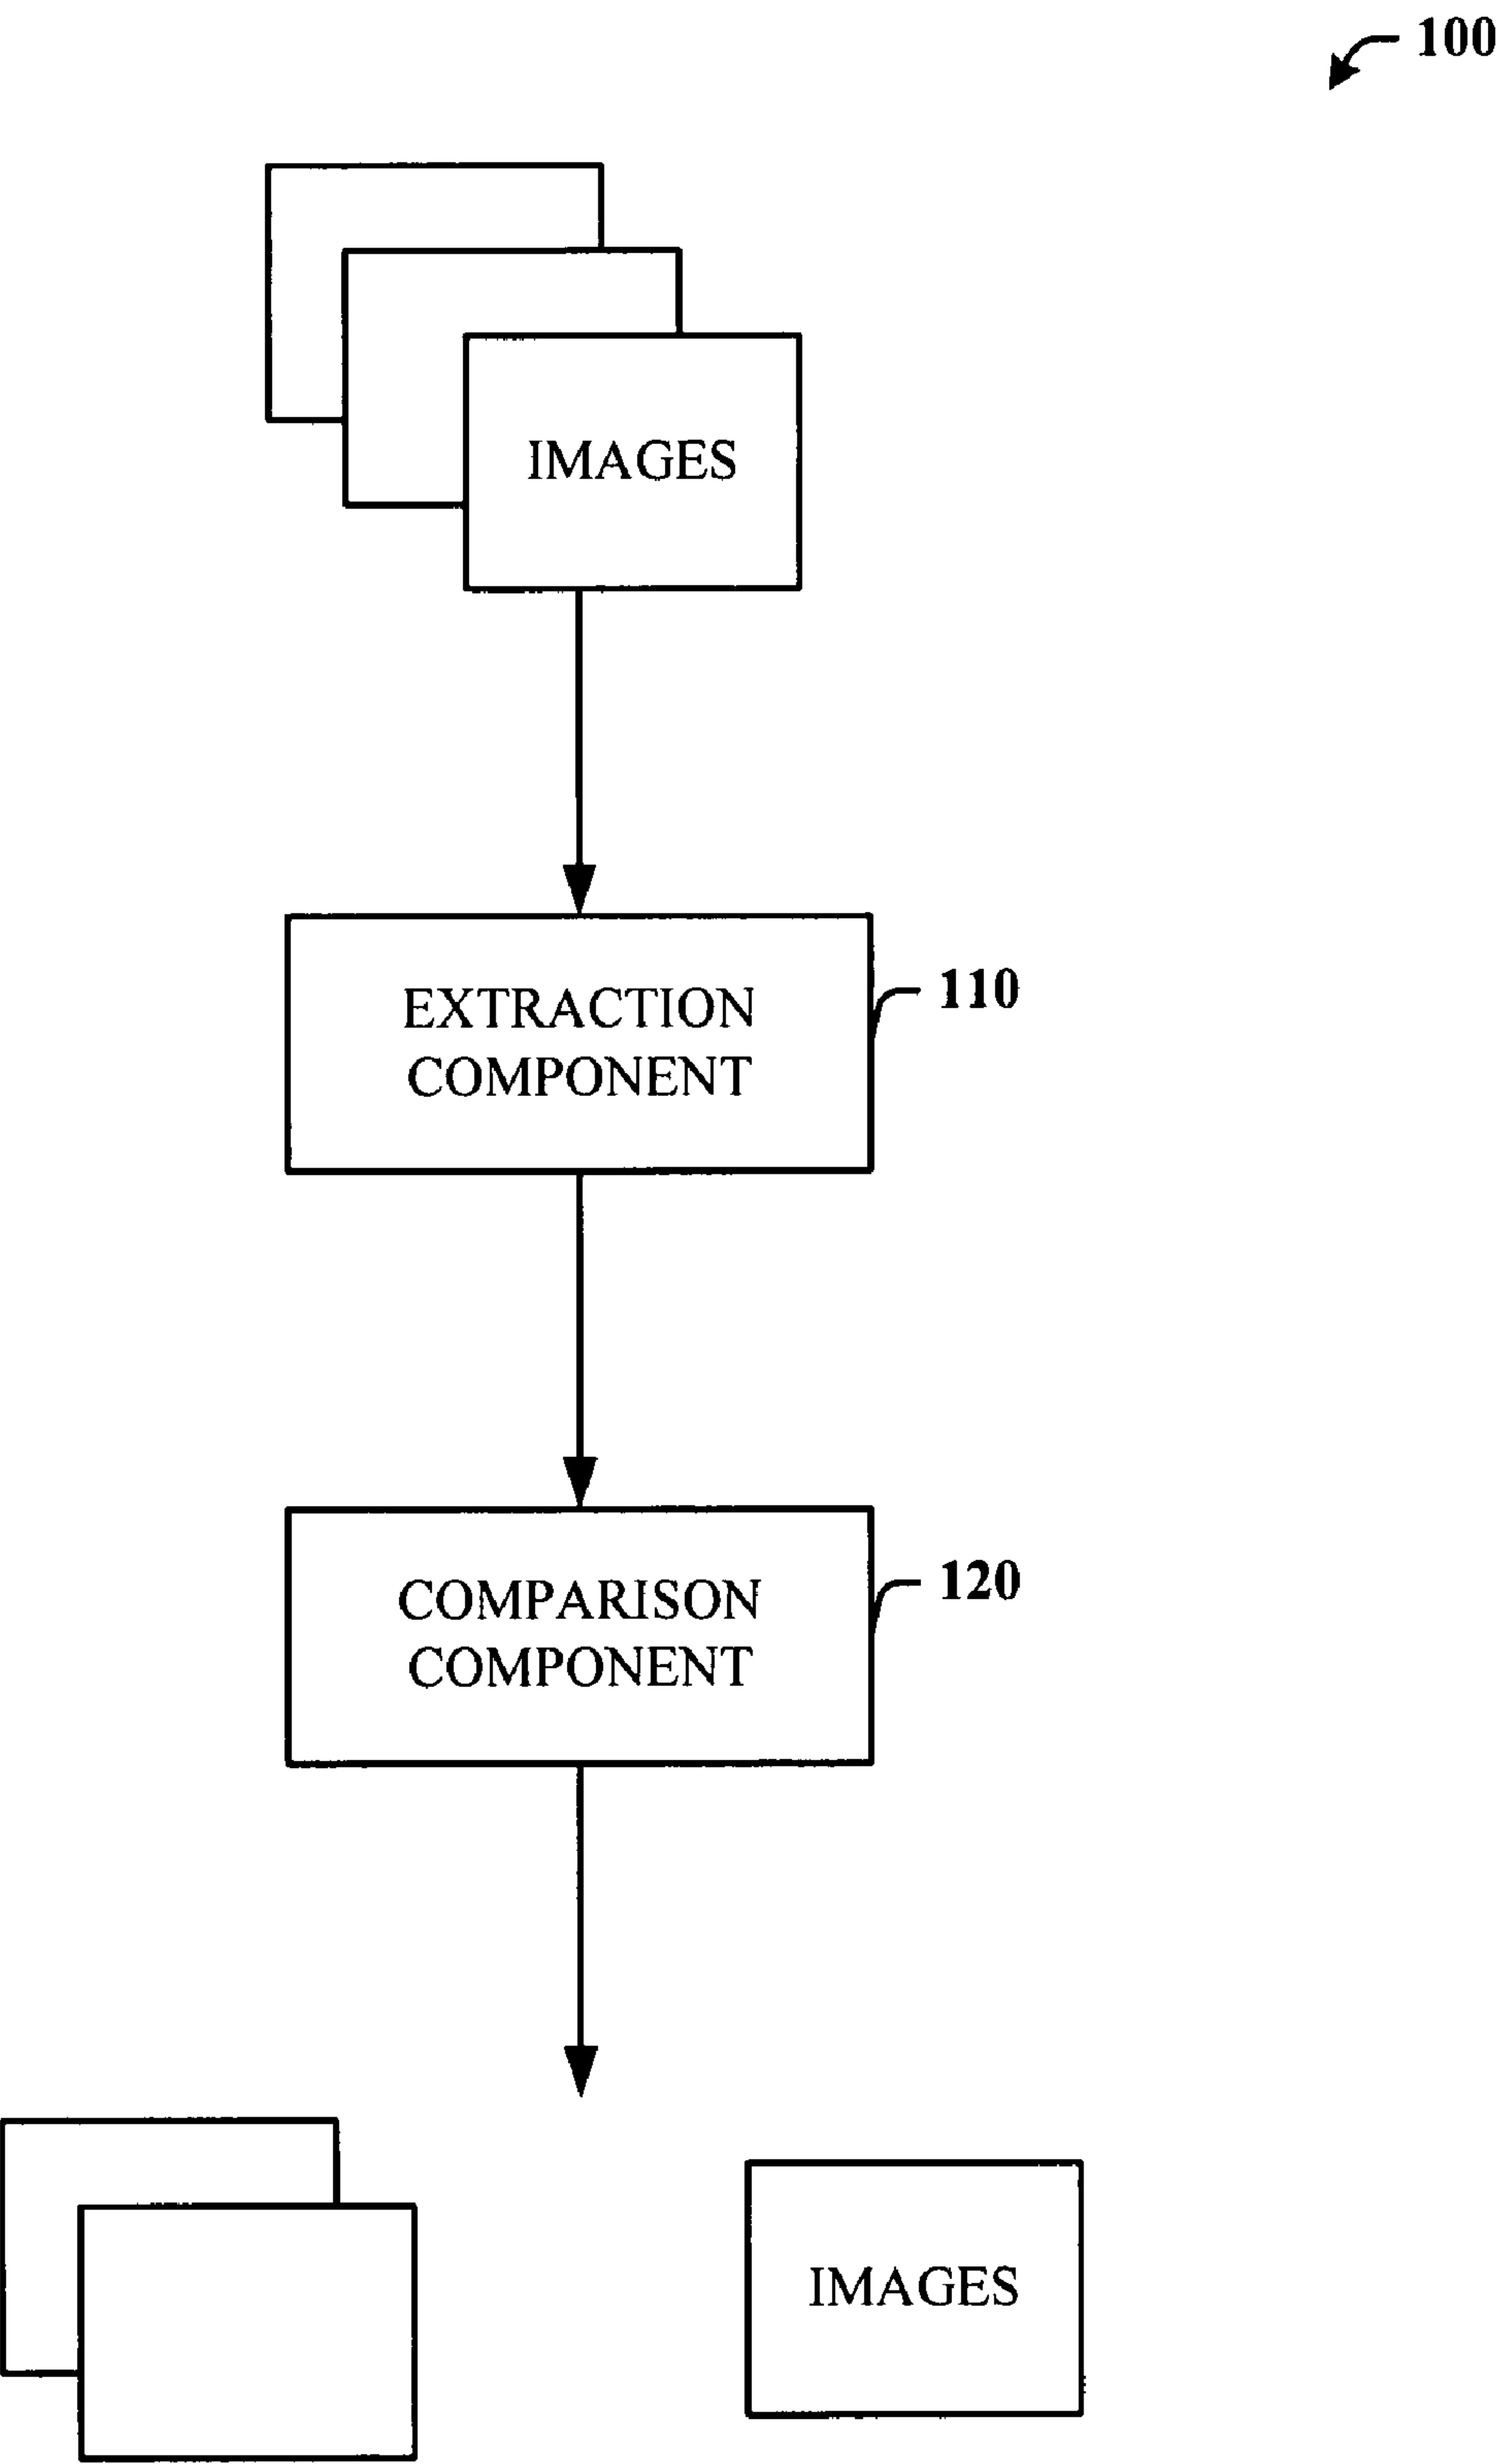 100
IMAGES
EXTRACTION
COMPONENT
110
COMPARISON
COMPONENT
120
IMAGES